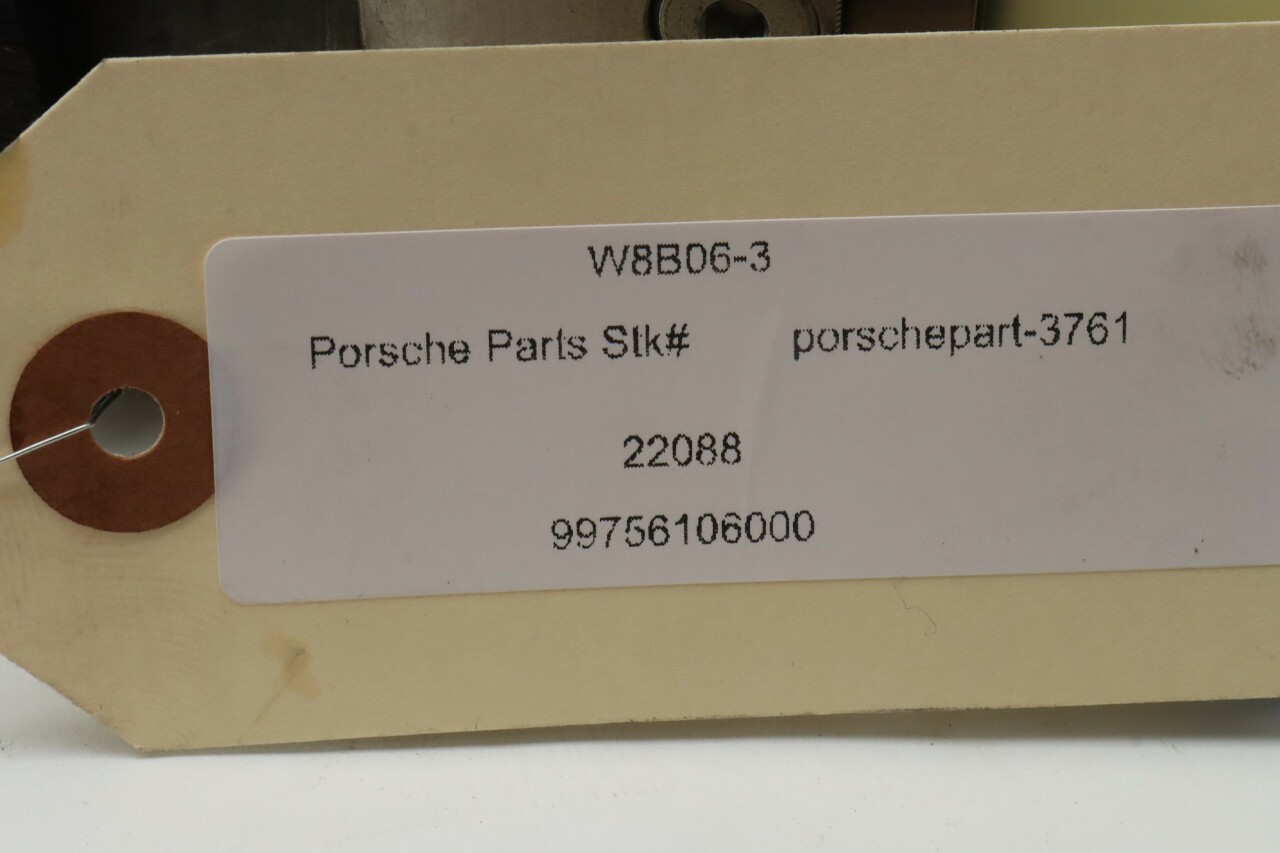 W8B06-3
Porsche Parts Stk# porschepart-3761
22088
99756106000